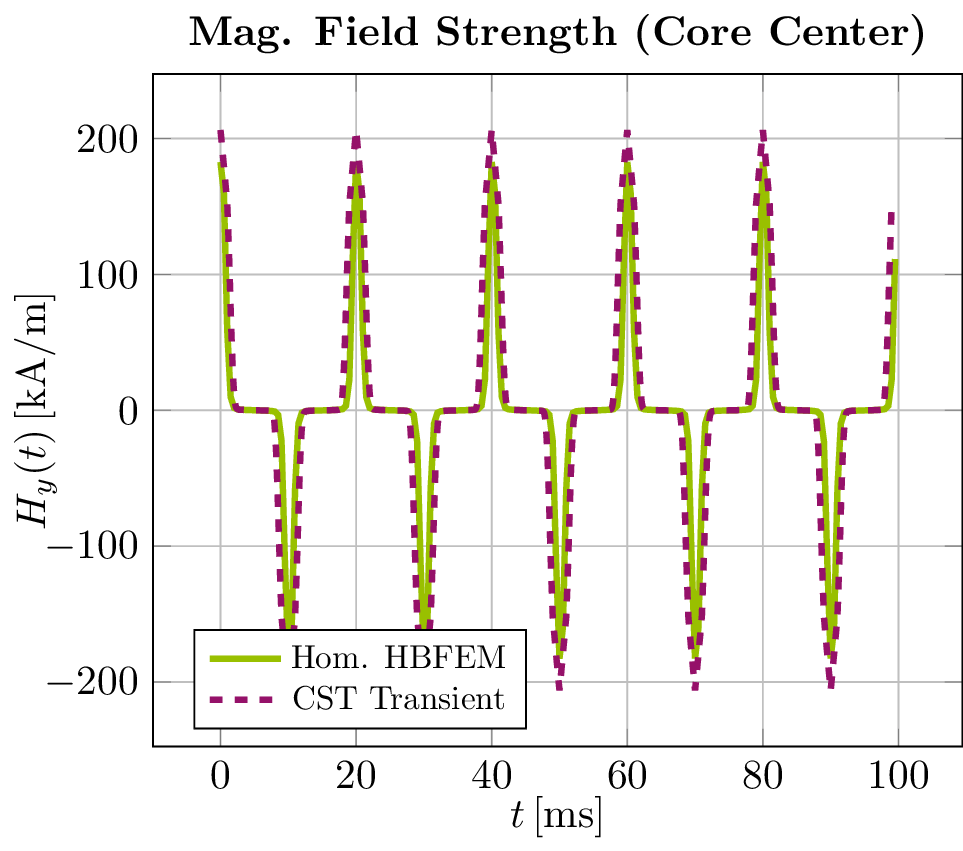 Mag. Field Strength (Core Center)
200
100
0
−100
−200
H_y(t) [kA/m]
Hom. HBFEM
CST Transient
0 20 40 60 80 100
t [ms]